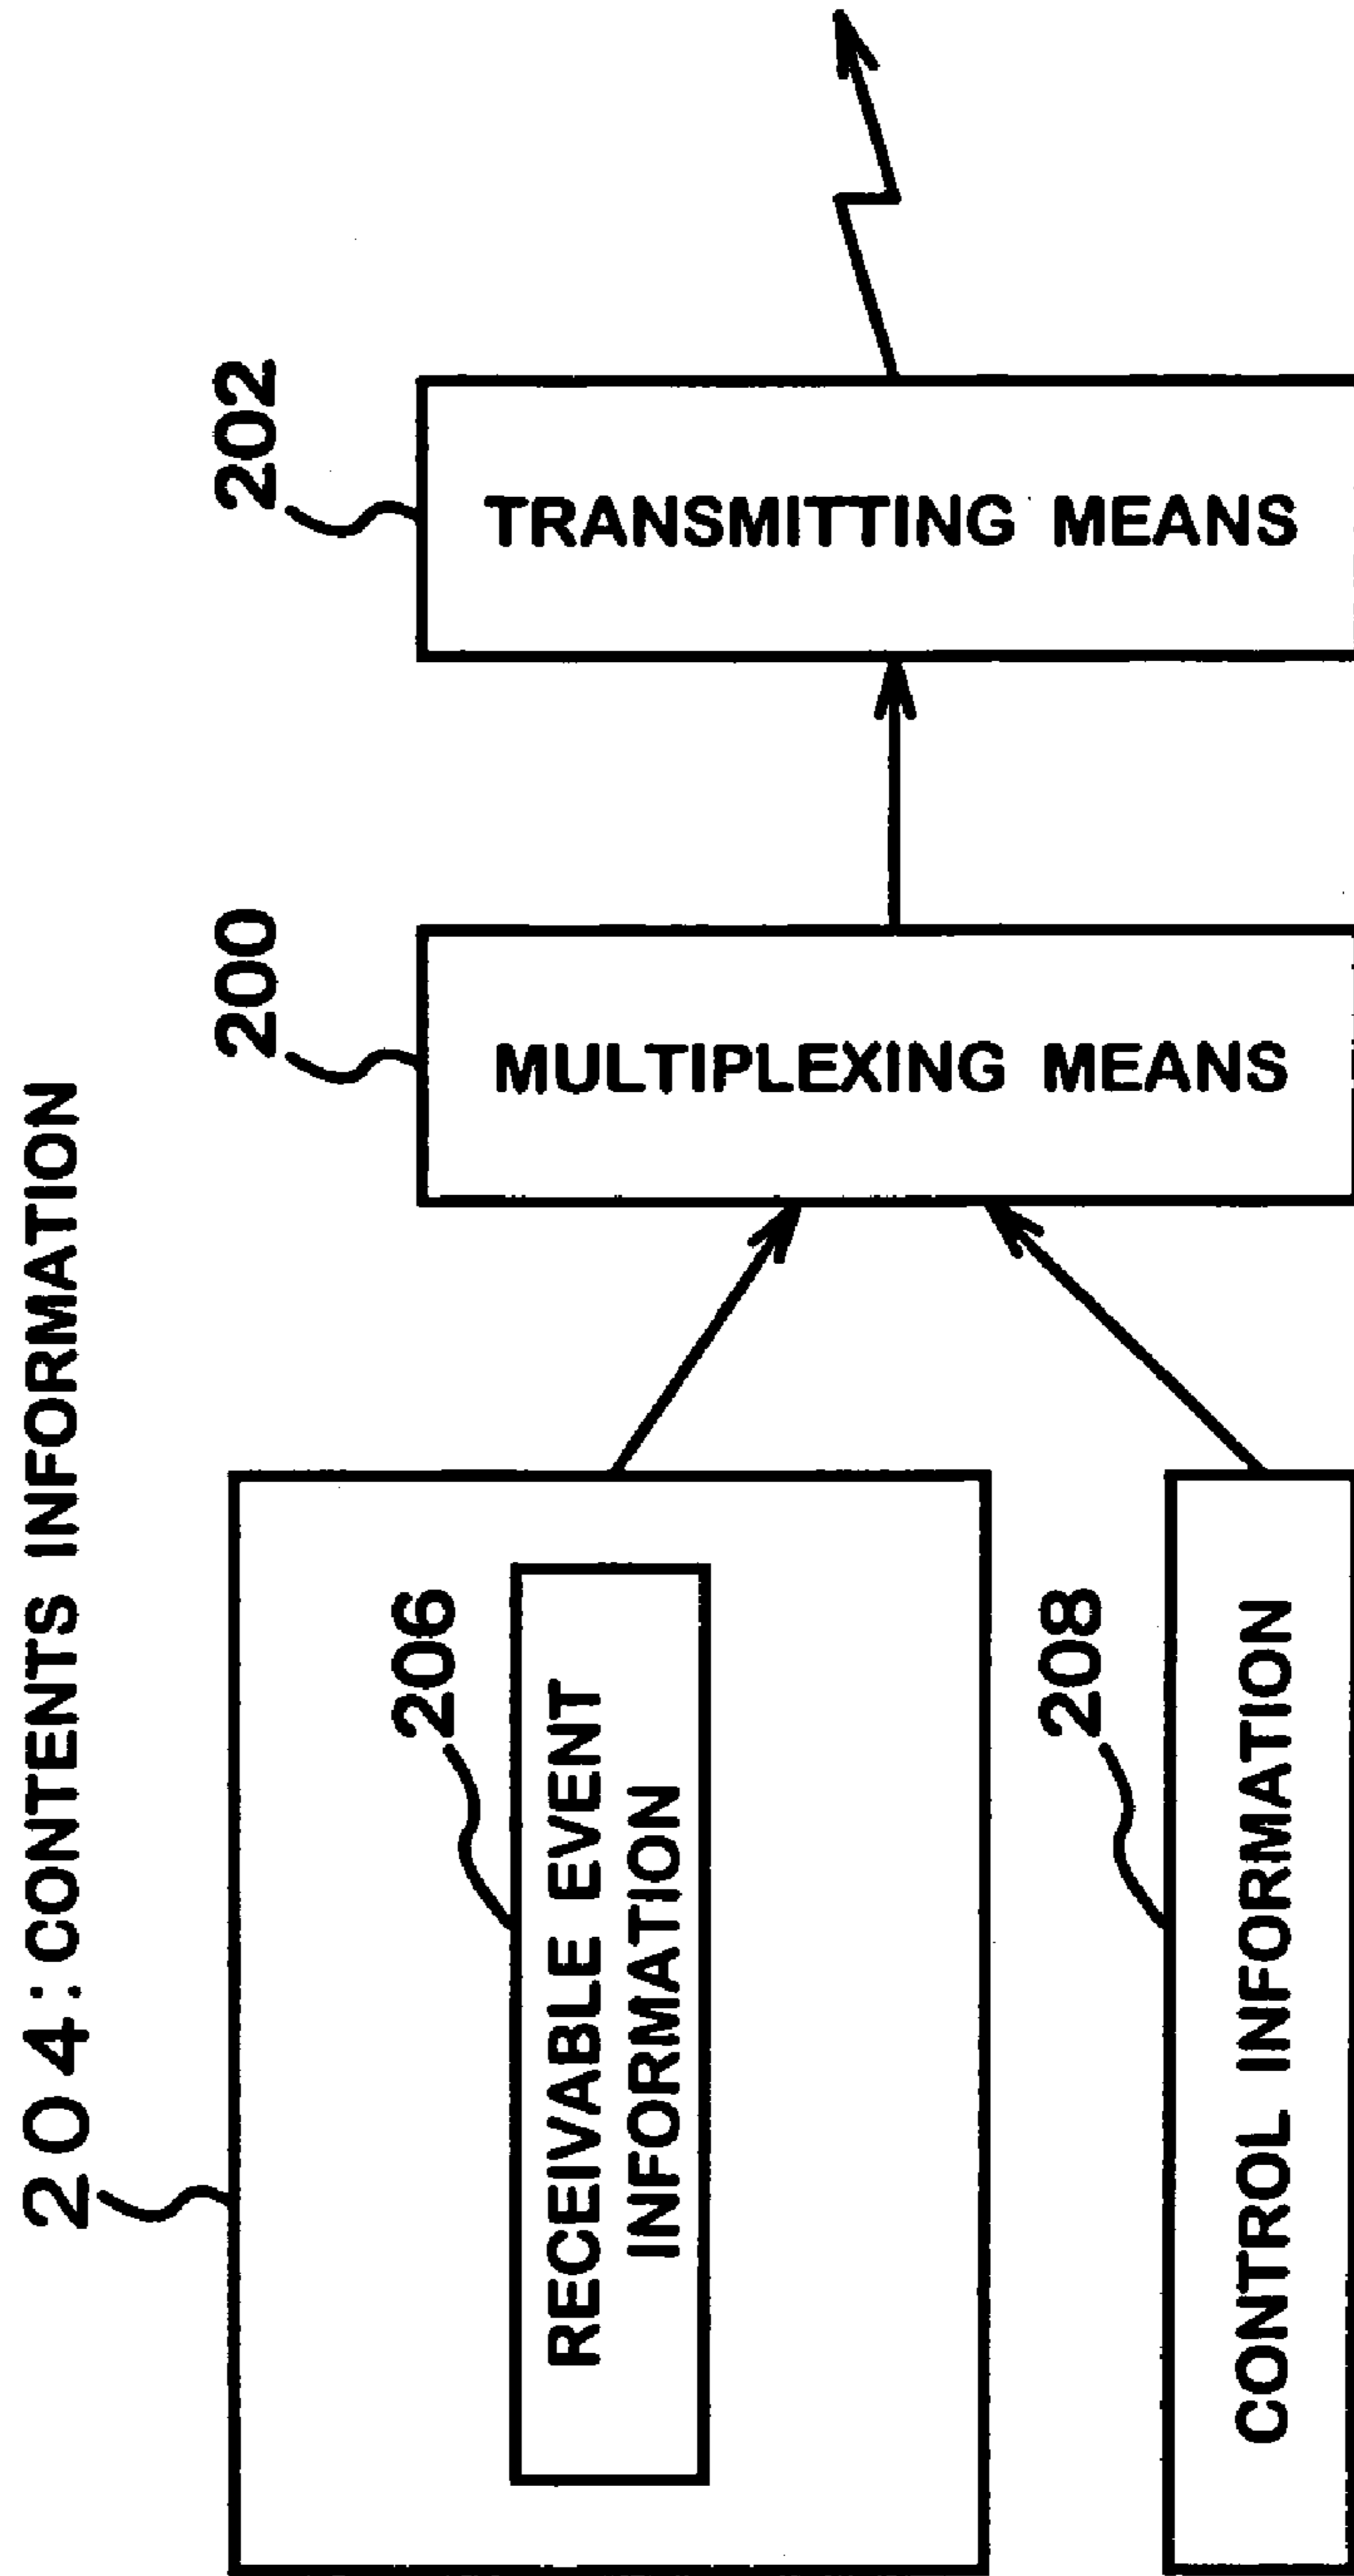 204:CONTENTS INFORMATION
206
RECEIVABLE EVENT
INFORMATION
208
CONTROL INFORMATION
200
MULTIPLEXING MEANS
202
TRANSMITTING MEANS